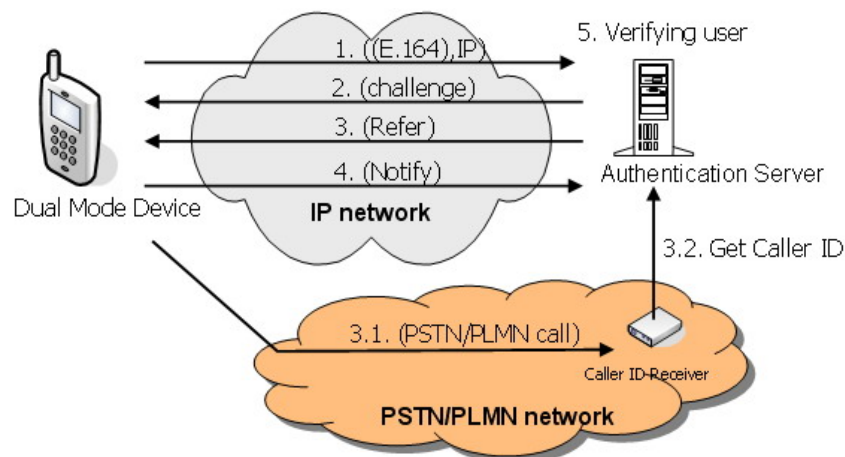 1. ((E.164),IP)
5. Verifying user
2. (challenge)
3. (Refer)
4. (Notify)
Authentication Server
Dual Mode Device
IP network
3.2. Get Caller ID
3.1. (PSTN/PLMN call)
Caller ID Receiver
PSTN/PLMN network